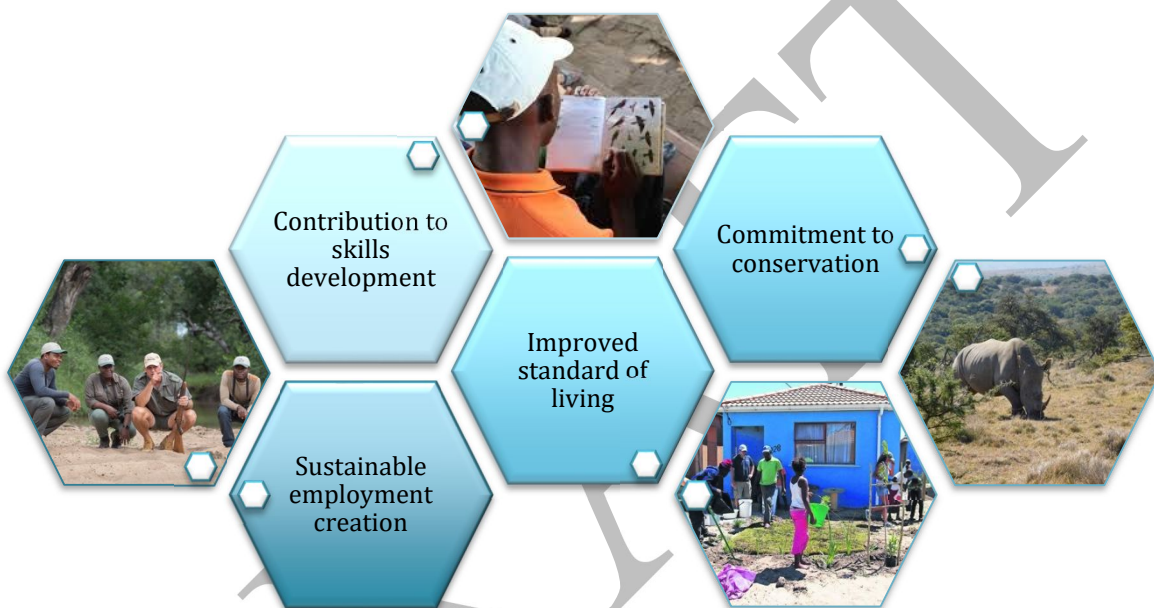 Contribution to
skills
development
Commitment to
conservation
Improved
standard of
living
Sustainable
employment
creation